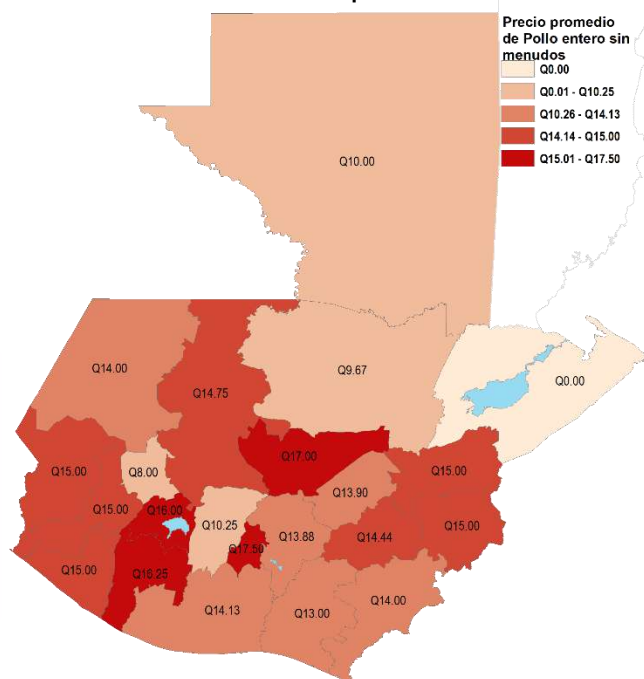 Precio promedio
de Pollo entero sin
menudos
Q0.00
Q0.01 - Q10.25
Q10.26 - Q14.13
Q14.14 - Q15.00
Q15.01 - Q17.50
Q10.00
Q14.00
Q14.75
Q9.67
Q0.00
Q17.00
Q15.00
Q8.00
Q15.00
Q13.90
Q15.00
Q16.00
Q10.25
Q13.88
Q14.44
Q15.00
Q17.50
Q15.00
Q16.25
Q14.13
Q13.00
Q14.00